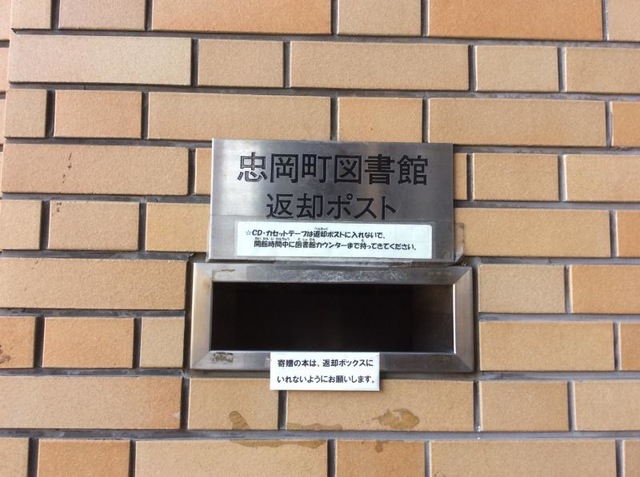 忠岡町図書館
返却ポスト
☆CD・カセットテープは返却ポストに入れないで、
開館時間中に図書館カウンターまで持ってきてください。
寄贈の本は、返却ボックスに
いれないようにお願いします。